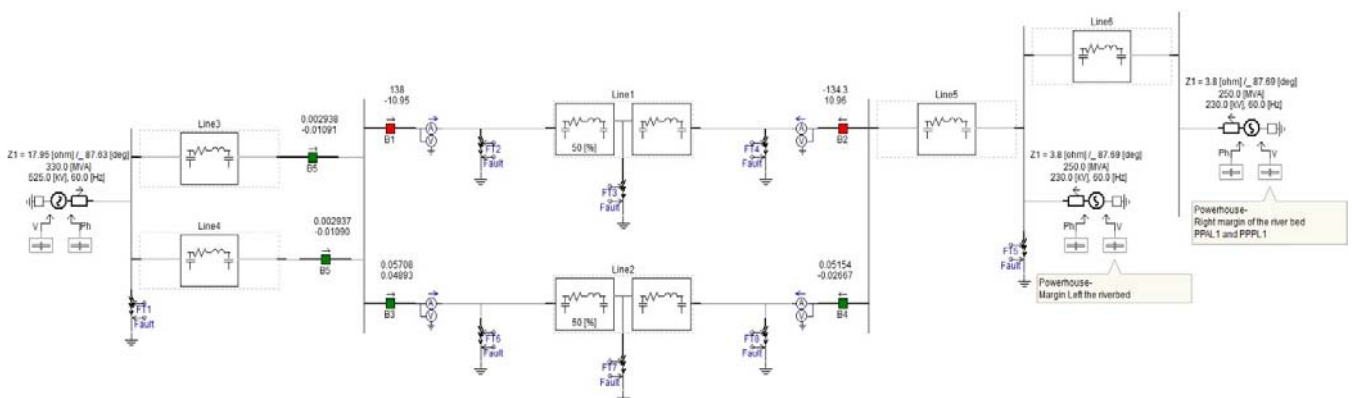 Line6
Line3
0.002938
-0.01091
B5
138
-10.95
B1
Line1
50 [%]
-134.3
10.96
B2
Line5
Z1 = 17.95 [ohm] /_ 87.63 [deg]
330.0 [MVA]
525.0 [kV], 60.0 [Hz]
V
Ph
FT2
Fault
FT3
Fault
FT4
Fault
A
V
A
V
Z1 = 3.8 [ohm] /_ 87.69 [deg]
250.0 [MVA]
230.0 [kV], 60.0 [Hz]
Ph
V
Z1 = 3.8 [ohm] /_ 87.69 [deg]
250.0 [MVA]
230.0 [kV], 60.0 [Hz]
Ph
V
Powerhouse-
Right margin of the river bed
PPAL1 and PPPL1
Line4
0.002937
-0.01090
B5
0.05708
0.04893
B3
A
V
Line2
50 [%]
0.05154
-0.02667
B4
A
V
FT1
Fault
FT6
Fault
FT7
Fault
FT8
Fault
FT5
Fault
Powerhouse-
Margin Left the riverbed